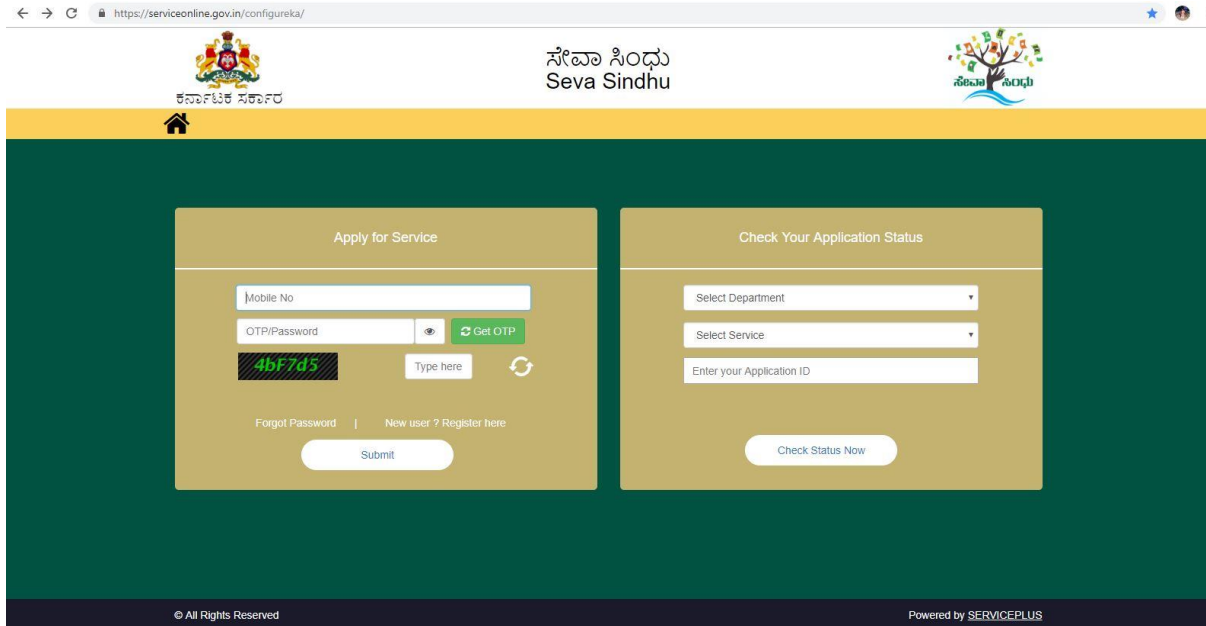 https://serviceonline.gov.in/configureka/
ಕರ್ನಾಟಕ ಸರ್ಕಾರ
ಸೇವಾ ಸಿಂಧು
Seva Sindhu
ಸೇವಾ ಸಿಂಧು
Apply for Service
Mobile No
OTP/Password
Get OTP
4bF7d5
Type here
Forgot Password | New user ? Register here
Submit
Check Your Application Status
Select Department
Select Service
Enter your Application ID
Check Status Now
© All Rights Reserved
Powered by SERVICEPLUS